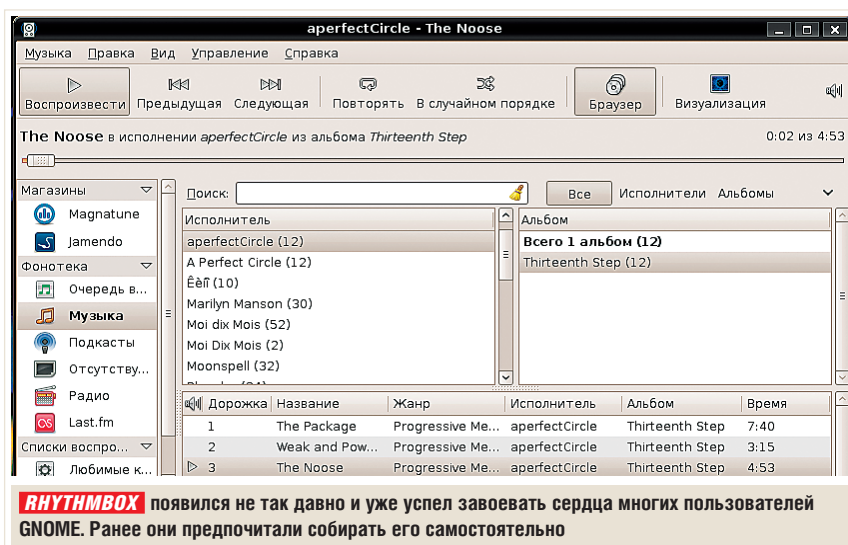 aperfectCircle - The Noose
Музыка Правка Вид Управление Справка
Воспроизвести Предыдущая Следующая Повторять В случайном порядке Браузер Визуализация
The Noose в исполнении aperfectCircle из альбома Thirteenth Step 0:02 из 4:53
Магазины
Magnatune
Jamendo
Фонотека
Очередь в...
Музыка
Подкасты
Отсутству...
Радио
Last.fm
Списки воспро...
Любимые к...
Поиск: Все Исполнители Альбомы
Исполнитель
aperfectCircle (12)
A Perfect Circle (12)
Êèíî (10)
Marilyn Manson (30)
Moi dix Mois (52)
Moi Dix Mois (2)
Moonspell (32)
Альбом
Всего 1 альбом (12)
Thirteenth Step (12)
Дорожка Название Жанр Исполнитель Альбом Время
1 The Package Progressive Me... aperfectCircle Thirteenth Step 7:40
2 Weak and Pow... Progressive Me... aperfectCircle Thirteenth Step 3:15
3 The Noose Progressive Me... aperfectCircle Thirteenth Step 4:53
RHYTHMBOX появился не так давно и уже успел завоевать сердца многих пользователей
GNOME. Ранее они предпочитали собирать его самостоятельно